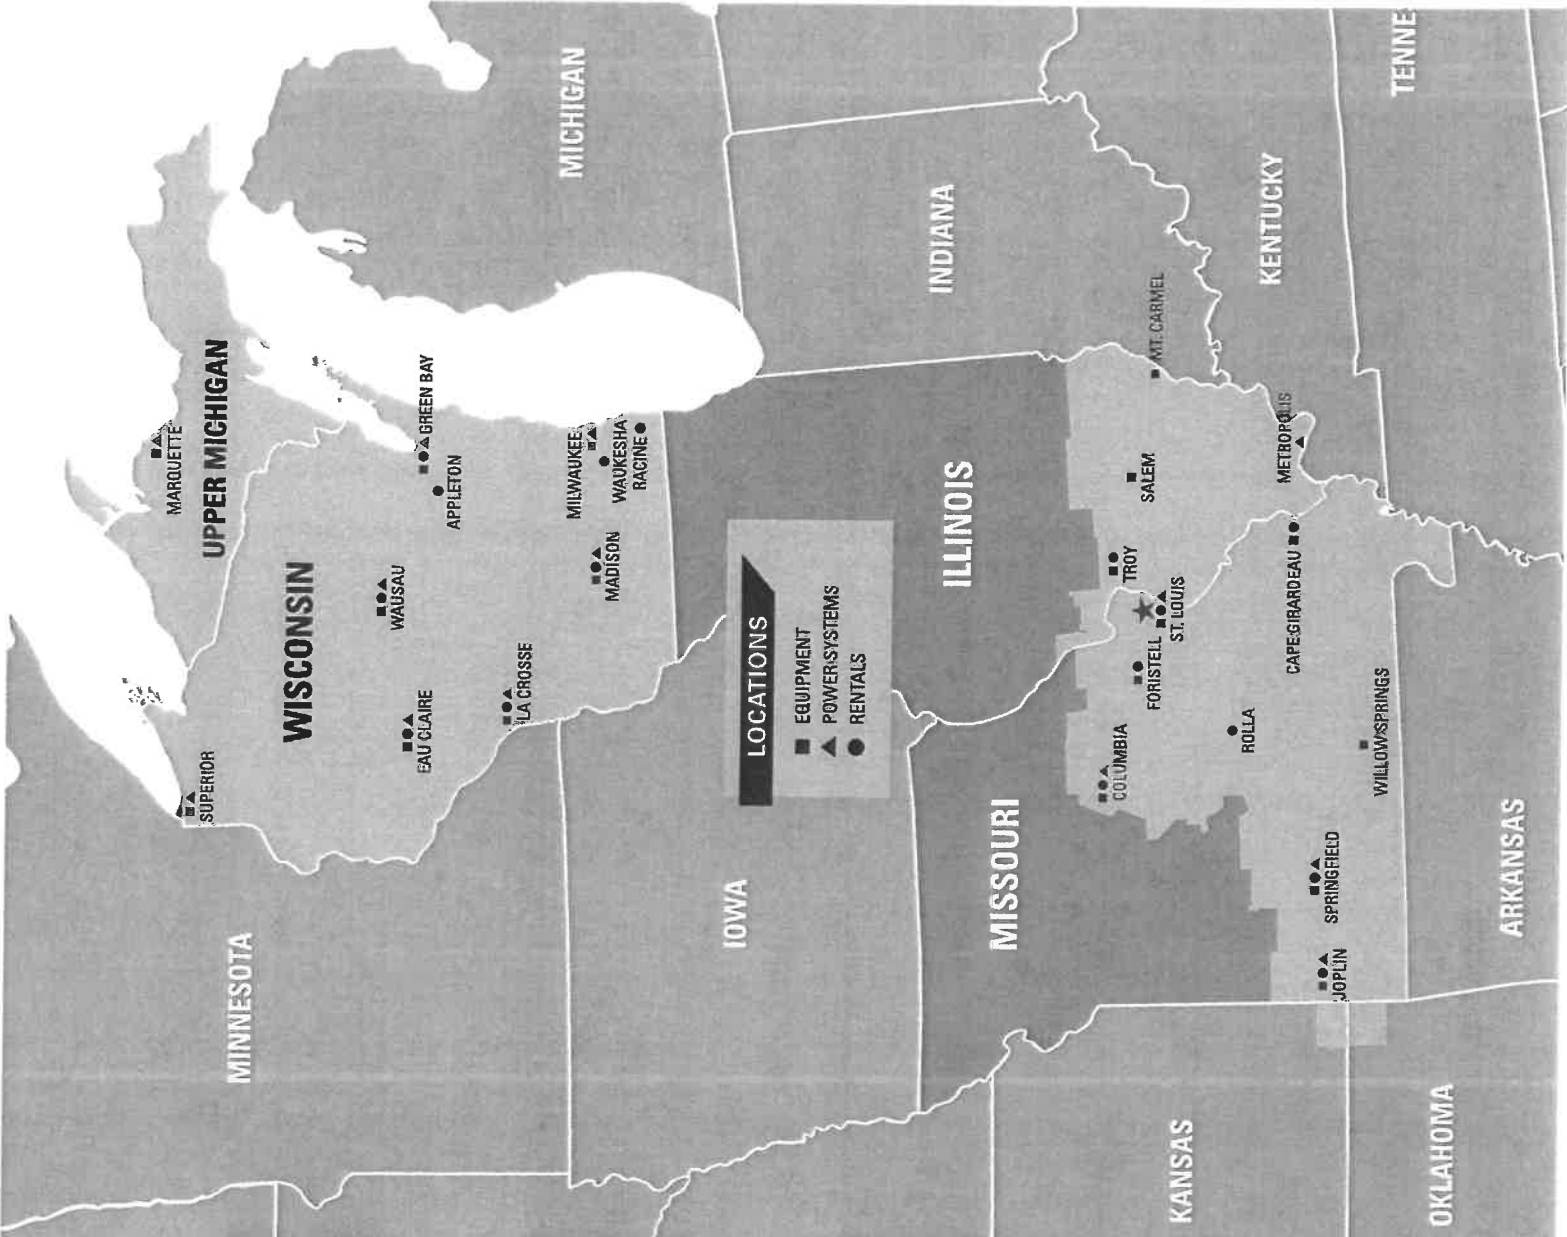 MARQUETTE
UPPER MICHIGAN
SUPERIOR
WISCONSIN
MINNESOTA
WAUSAU
EAU CLAIRE
GREEN BAY
APPLETON
LA CROSSE
MICHIGAN
MILWAUKEE
WAUKESHA
RACINE
MADISON
IOWA
LOCATIONS
EQUIPMENT
POWER SYSTEMS
RENTALS
ILLINOIS
INDIANA
MISSOURI
COLUMBIA
TROY
SALEM
MT. CARMEL
FORISTELL
ST. LOUIS
ROLLA
KANSAS
KENTUCKY
METROPOLIS
CAPE GIRARDEAU
SPRINGFIELD
JOPLIN
WILLOW SPRINGS
TENNE
OKLAHOMA
ARKANSAS